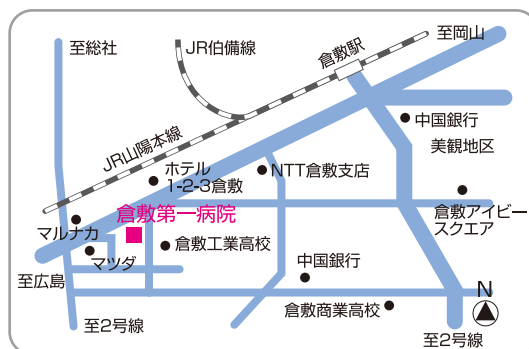 至岡山
至総社
JR伯備線
倉敷駅
JR山陽本線
中国銀行
美観地区
ホテル
1-2-3倉敷
NTT倉敷支店
倉敷第一病院
倉敷アイビー
スクエア
マルナカ
倉敷工業高校
マツダ
中国銀行
至広島
倉敷商業高校
N
至2号線
至2号線